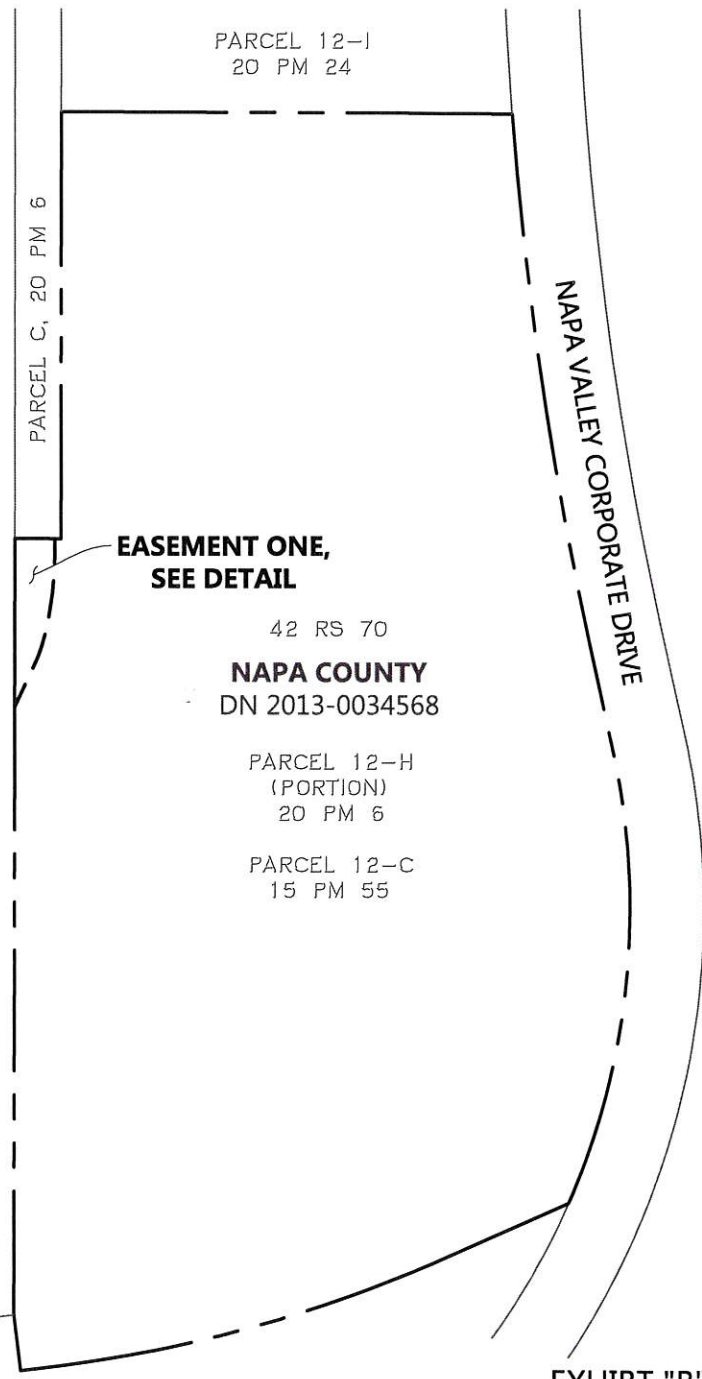 PARCEL 12-I
20 PM 24
PARCEL C, 20 PM 6
NAPA VALLEY CORPORATE DRIVE
EASEMENT ONE,
SEE DETAIL
42 RS 70
NAPA COUNTY
DN 2013-0034568
PARCEL 12-H
(PORTION)
20 PM 6
PARCEL 12-C
15 PM 55